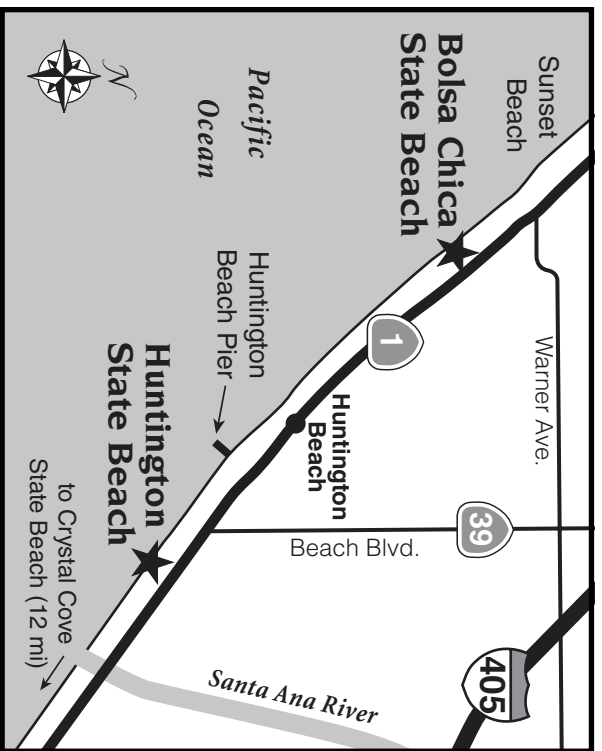 Sunset
Beach
Bolsa Chica
State Beach
Pacific
Ocean
N
Warner Ave.
1
Huntington
Beach Pier
Huntington
Beach
39
Beach Blvd.
Huntington
State Beach
405
Santa Ana River
to Crystal Cove
State Beach (12 mi)